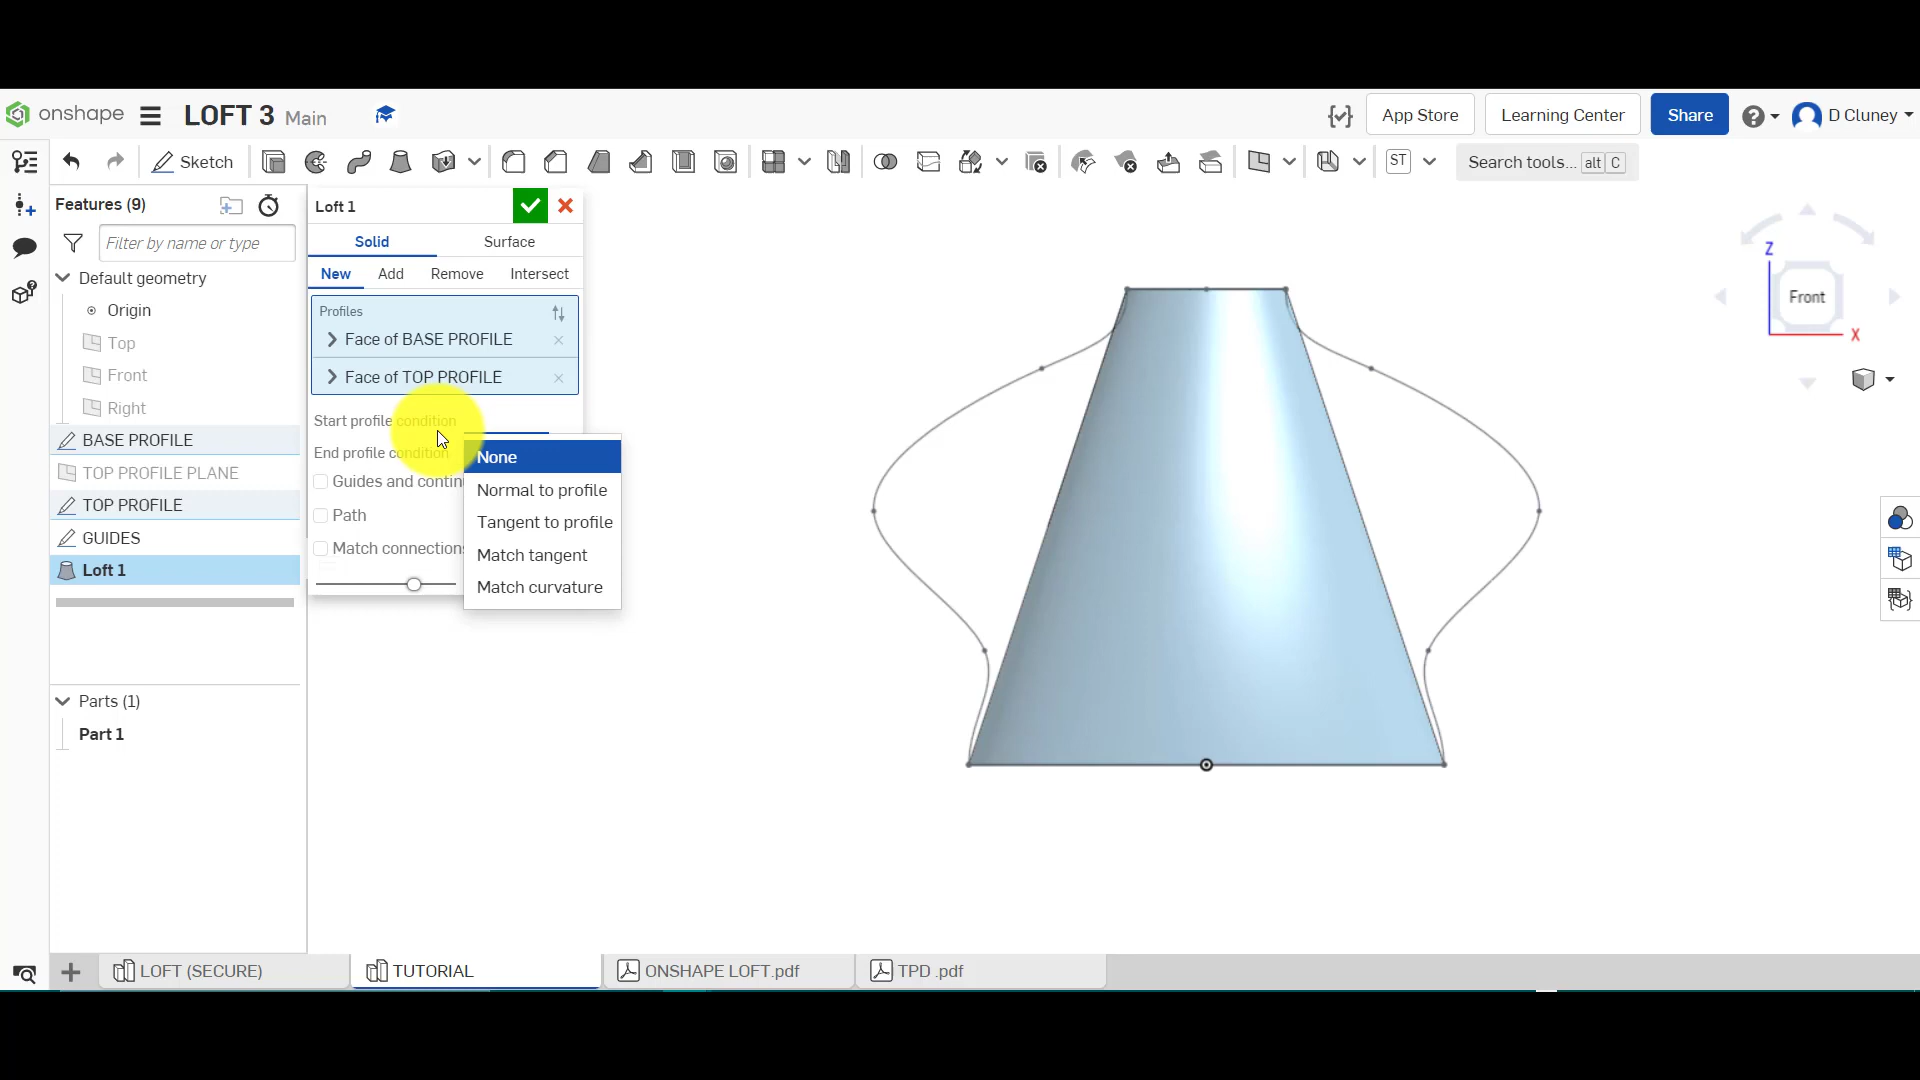 onshape LOFT 3 Main App Store Learning Center Share D Cluney
Sketch ST Search tools... alt C
Features (9)
Filter by name or type
Default geometry
Origin
Top
Front
Right
BASE PROFILE
TOP PROFILE PLANE
TOP PROFILE
GUIDES
Loft 1
Parts (1)
Part 1
Loft 1
Solid Surface
New Add Remove Intersect
Profiles
Face of BASE PROFILE
Face of TOP PROFILE
Start profile condition
End profile condition
Guides and contin
Path
Match connections
None
Normal to profile
Tangent to profile
Match tangent
Match curvature
Z
Front
X
LOFT (SECURE) TUTORIAL ONSHAPE LOFT.pdf TPD .pdf